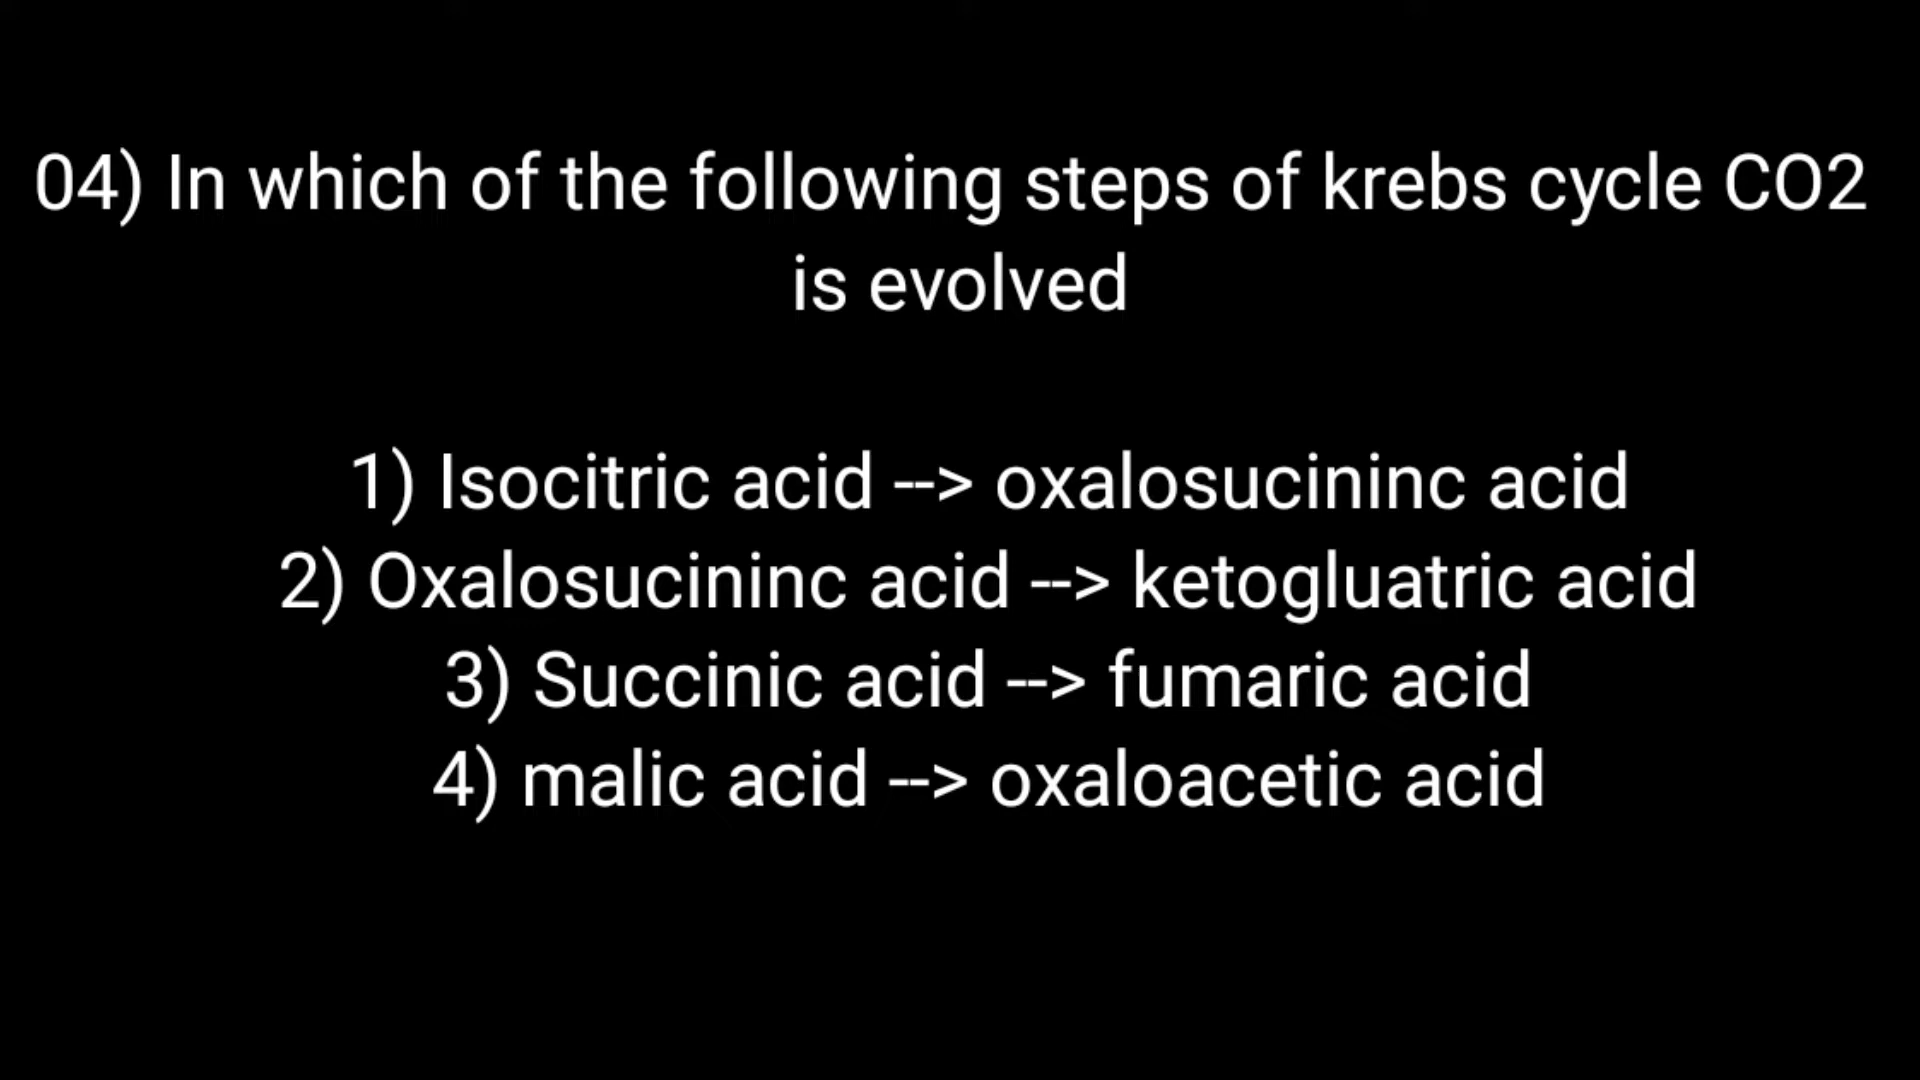 04) In which of the following steps of krebs cycle CO2
is evolved
1) Isocitric acid --> oxalosucininc acid
2) Oxalosucininc acid --> ketogluatric acid
3) Succinic acid --> fumaric acid
4) malic acid --> oxaloacetic acid